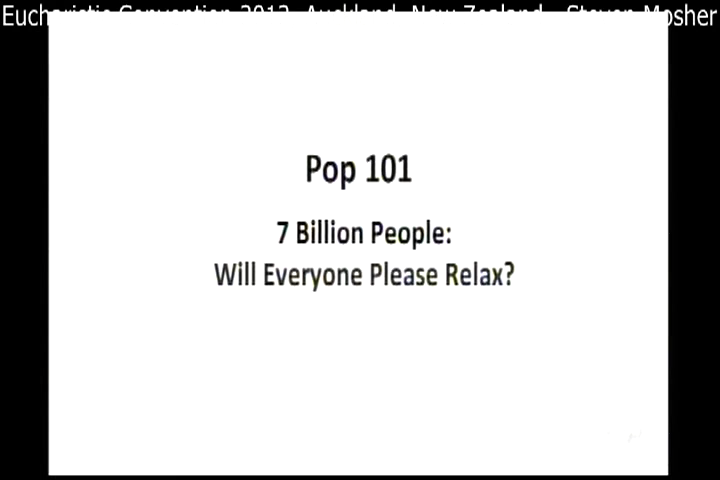 Eucharistic Convention 2012, Auckland, New Zealand - Steven Mosher
Pop 101
7 Billion People:
Will Everyone Please Relax?